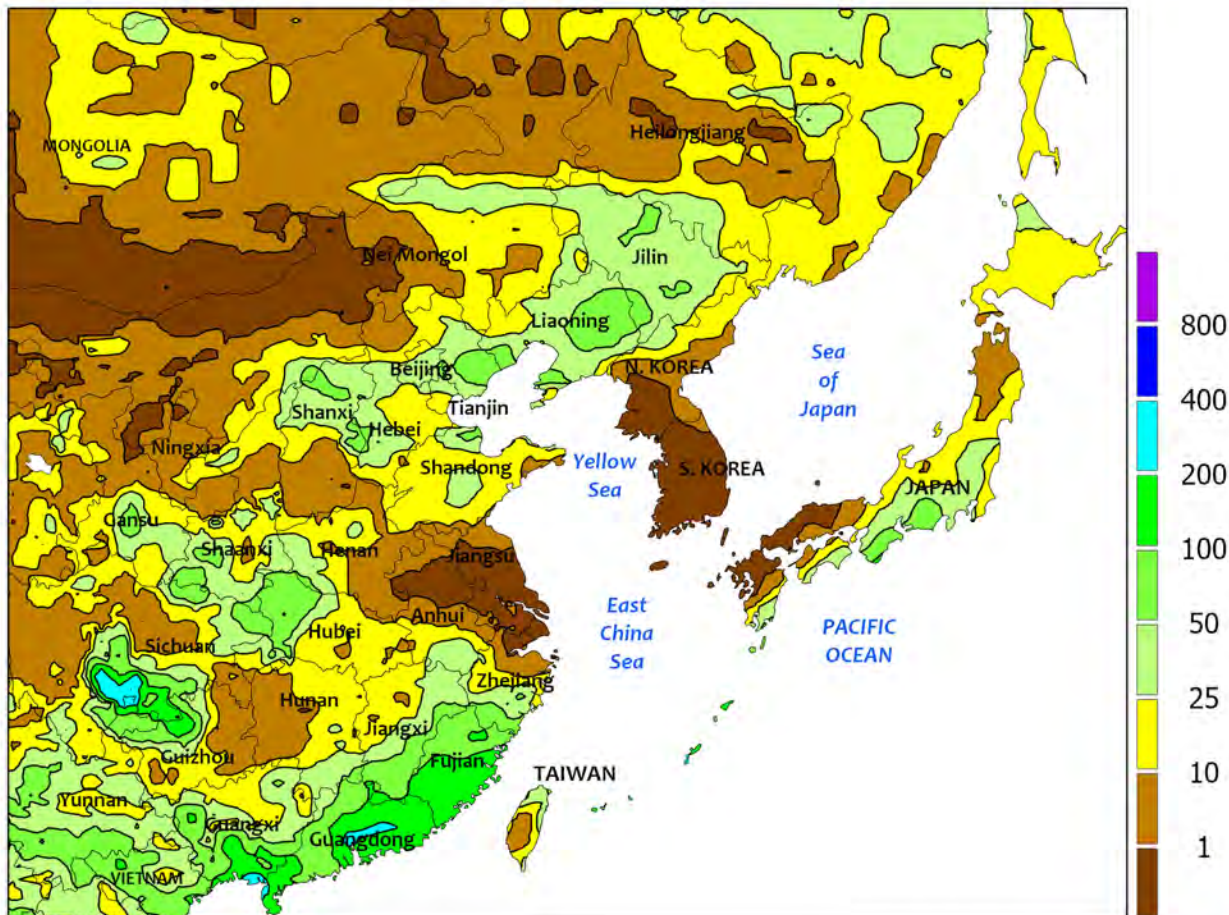 MONGOLIA
Heilongjiang
Nei Mongol
Jilin
Liaoning
Beijing
N. KOREA
Sea
of
Japan
Shanxi
Tianjin
Hebei
Ningxia
Shandong
Yellow
Sea
S. KOREA
JAPAN
Gansu
Shaanxi
Henan
Jiangsu
Anhui
East
China
Sea
Hubei
Sichuan
PACIFIC
OCEAN
Zhejiang
Hunan
Jiangxi
Guizhou
Fujian
TAIWAN
Yunnan
Guangxi
Guangdong
VIETNAM
800
400
200
100
50
25
10
1